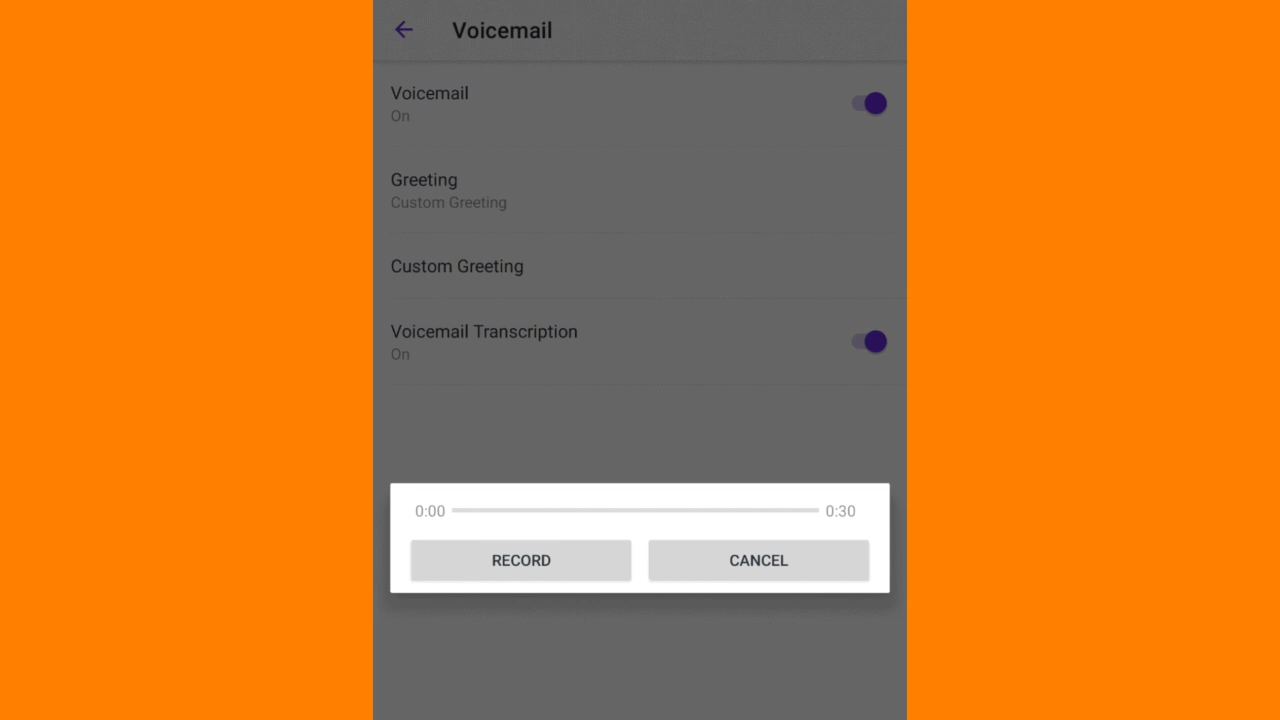 Voicemail
Voicemail
On
Greeting
Custom Greeting
Custom Greeting
Voicemail Transcription
On
0:00 0:30
RECORD CANCEL